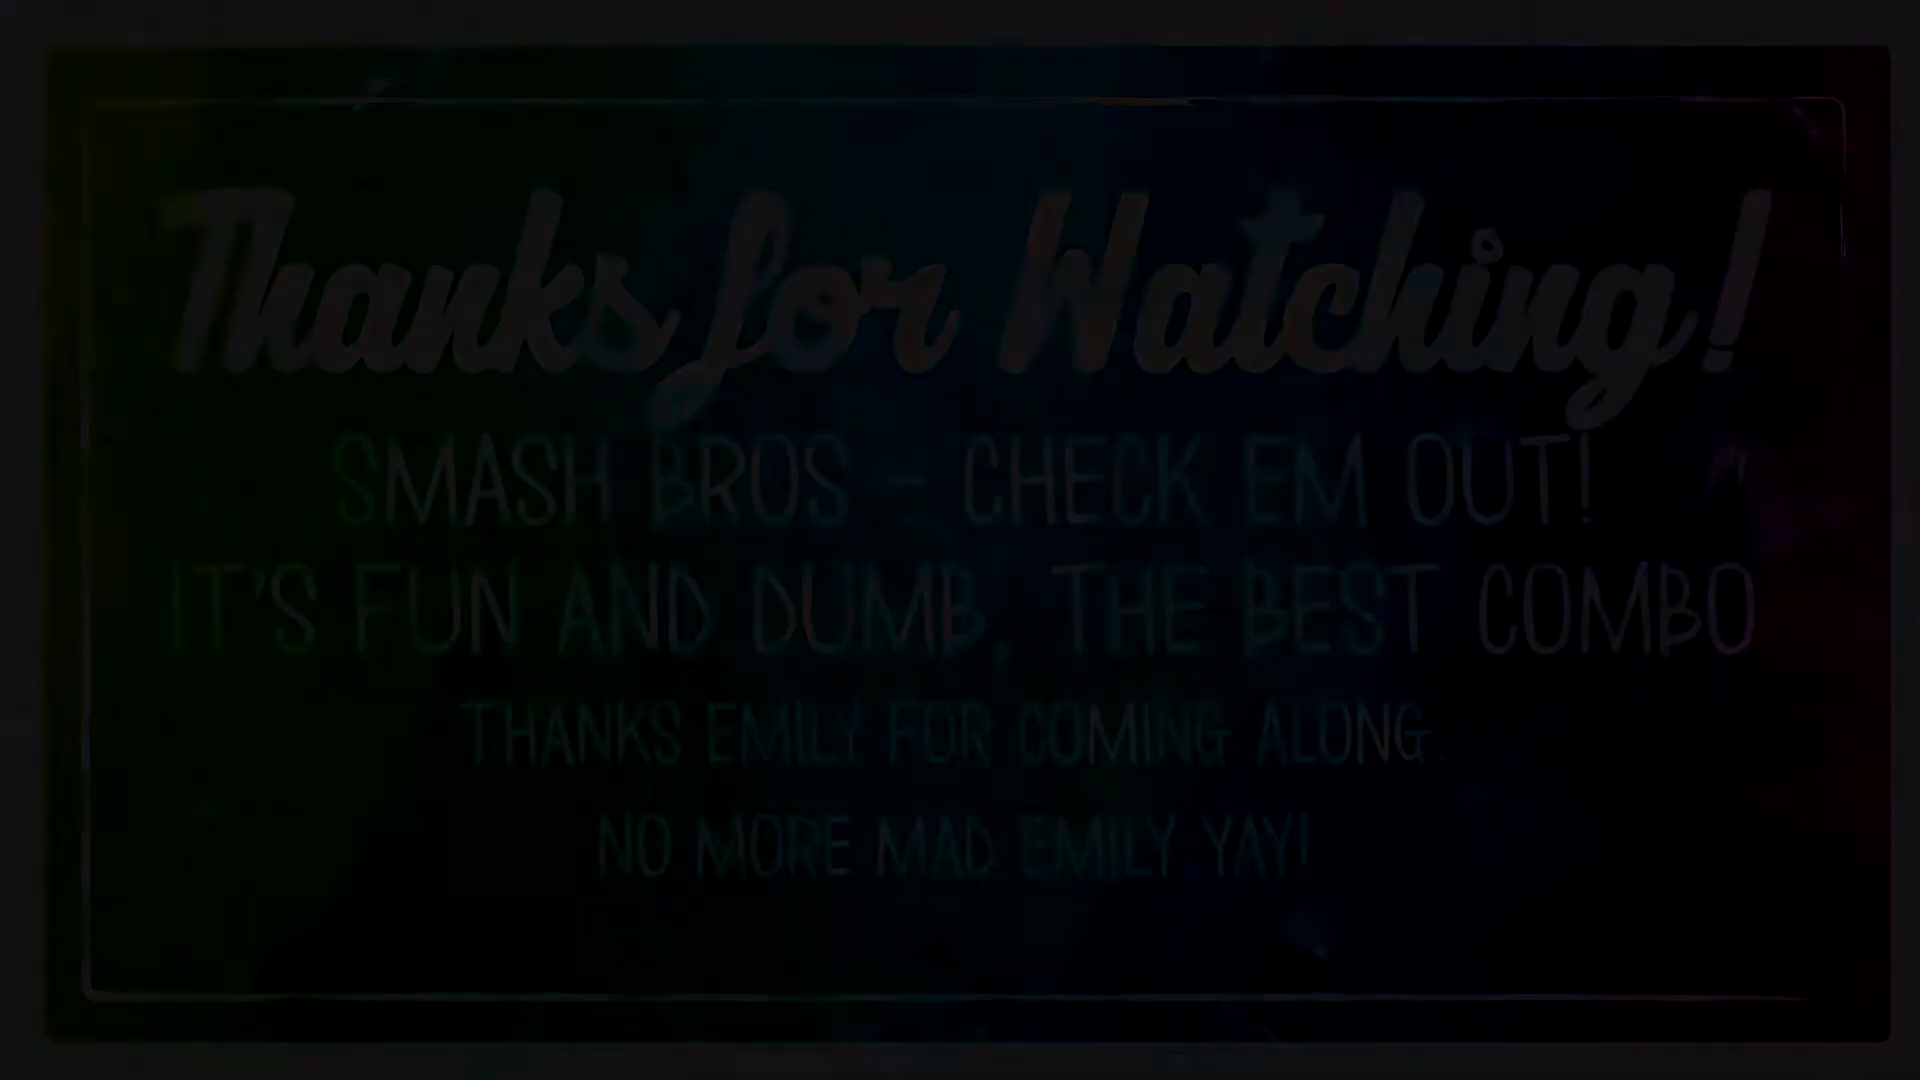 Thanks for Watching!
SMASH BROS - CHECK EM OUT!
IT'S FUN AND DUMB, THE BEST COMBO
THANKS EMILY FOR COMING ALONG.
NO MORE MAD EMILY YAY!